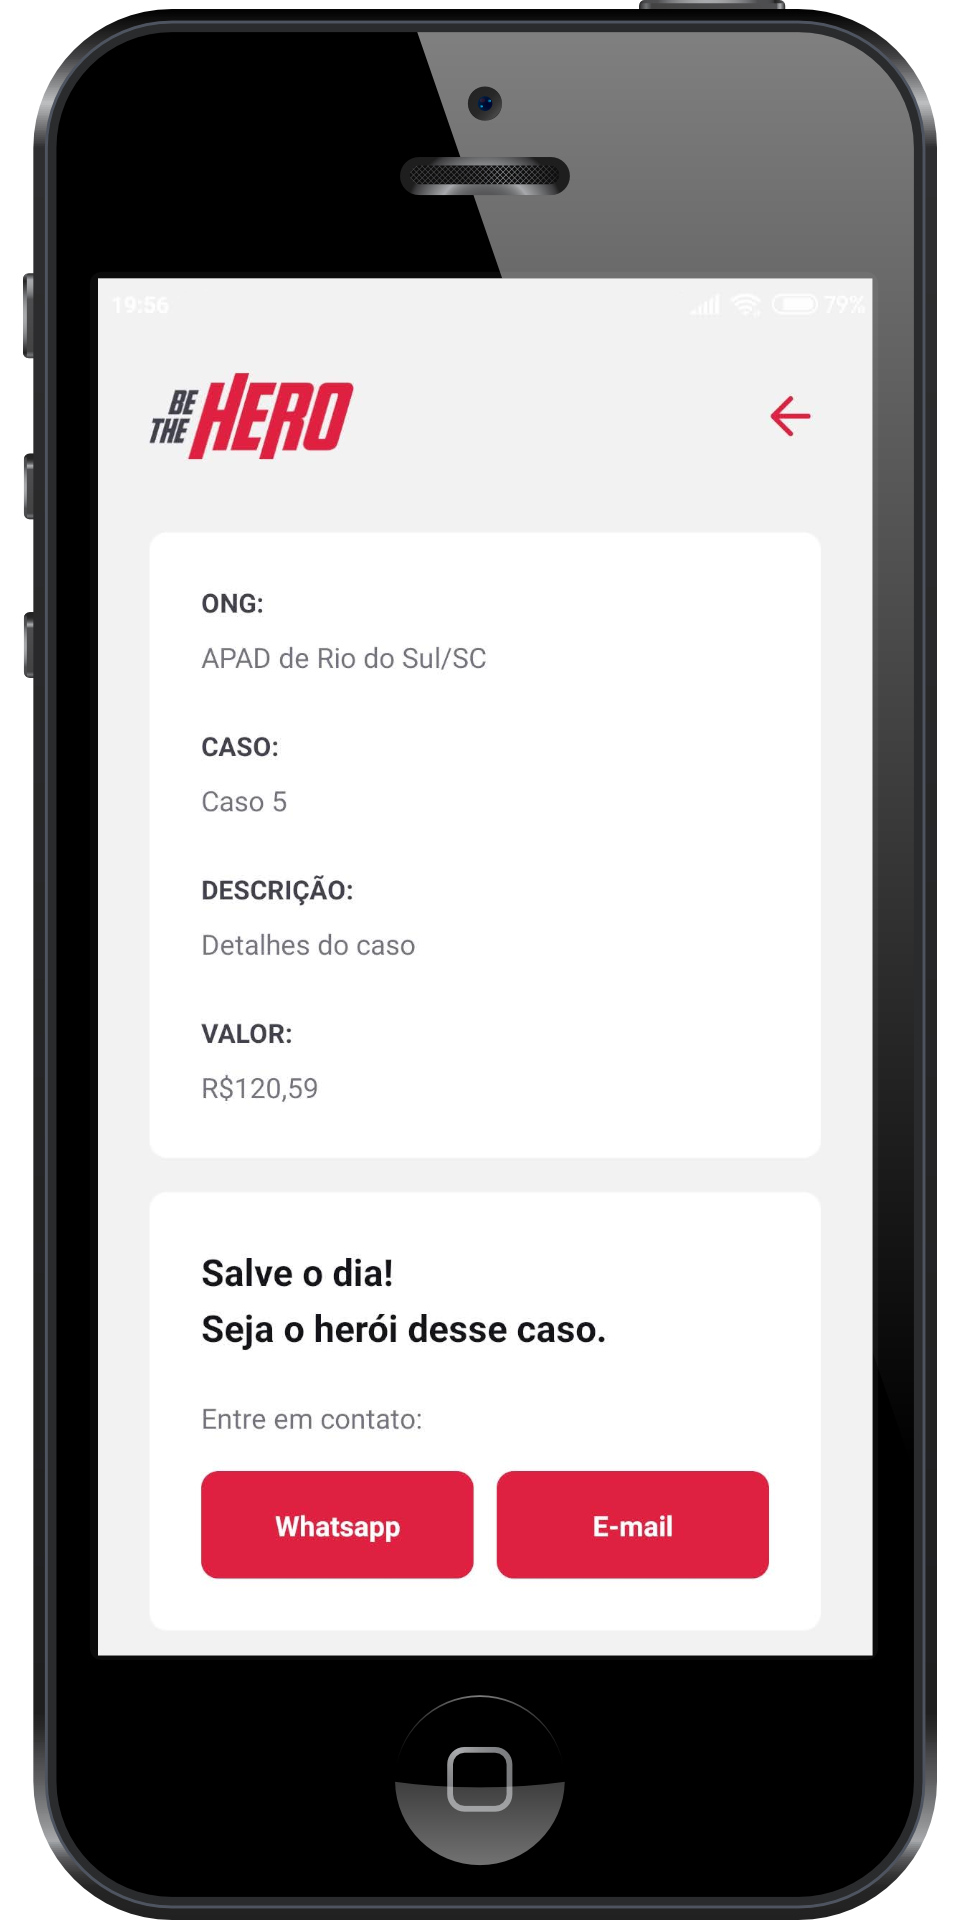 19:56
79%
BE
THE HERO
ONG:
APAD de Rio do Sul/SC
CASO:
Caso 5
DESCRIÇÃO:
Detalhes do caso
VALOR:
R$120,59
Salve o dia!
Seja o herói desse caso.
Entre em contato:
Whatsapp
E-mail